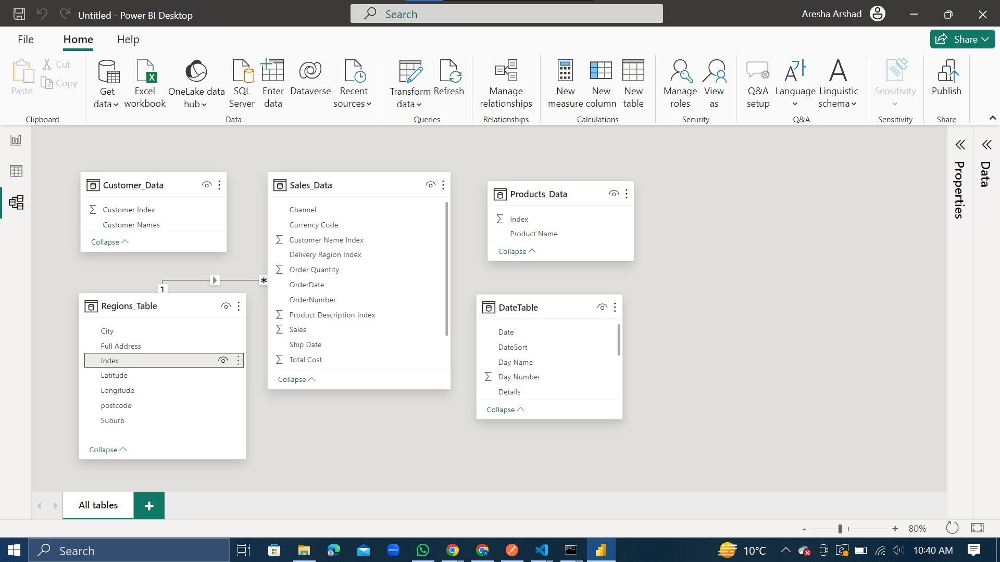 Untitled - Power BI Desktop
Search
Aresha Arshad
File
Home
Help
Share
Paste
Cut
Copy
Get data
Excel workbook
OneLake data hub
SQL Server
Enter data
Dataverse
Recent sources
Transform data
Refresh
Manage relationships
New measure
New column
New table
Manage roles
View as
Q&A setup
Language
Linguistic schema
Sensitivity
Publish
Clipboard
Data
Queries
Relationships
Calculations
Security
Q&A
Sensitivity
Share
Customer_Data
Customer Index
Customer Names
Collapse
Sales_Data
Channel
Currency Code
Customer Name Index
Delivery Region Index
Order Quantity
OrderDate
OrderNumber
Product Description Index
Sales
Ship Date
Total Cost
Collapse
Products_Data
Index
Product Name
Collapse
1
*
Regions_Table
City
Full Address
Index
Latitude
Longitude
postcode
Suburb
Collapse
DateTable
Date
DateSort
Day Name
Day Number
Details
Collapse
Properties
Data
All tables
+
- + 80%
Search
zoom
10°C
10:40 AM